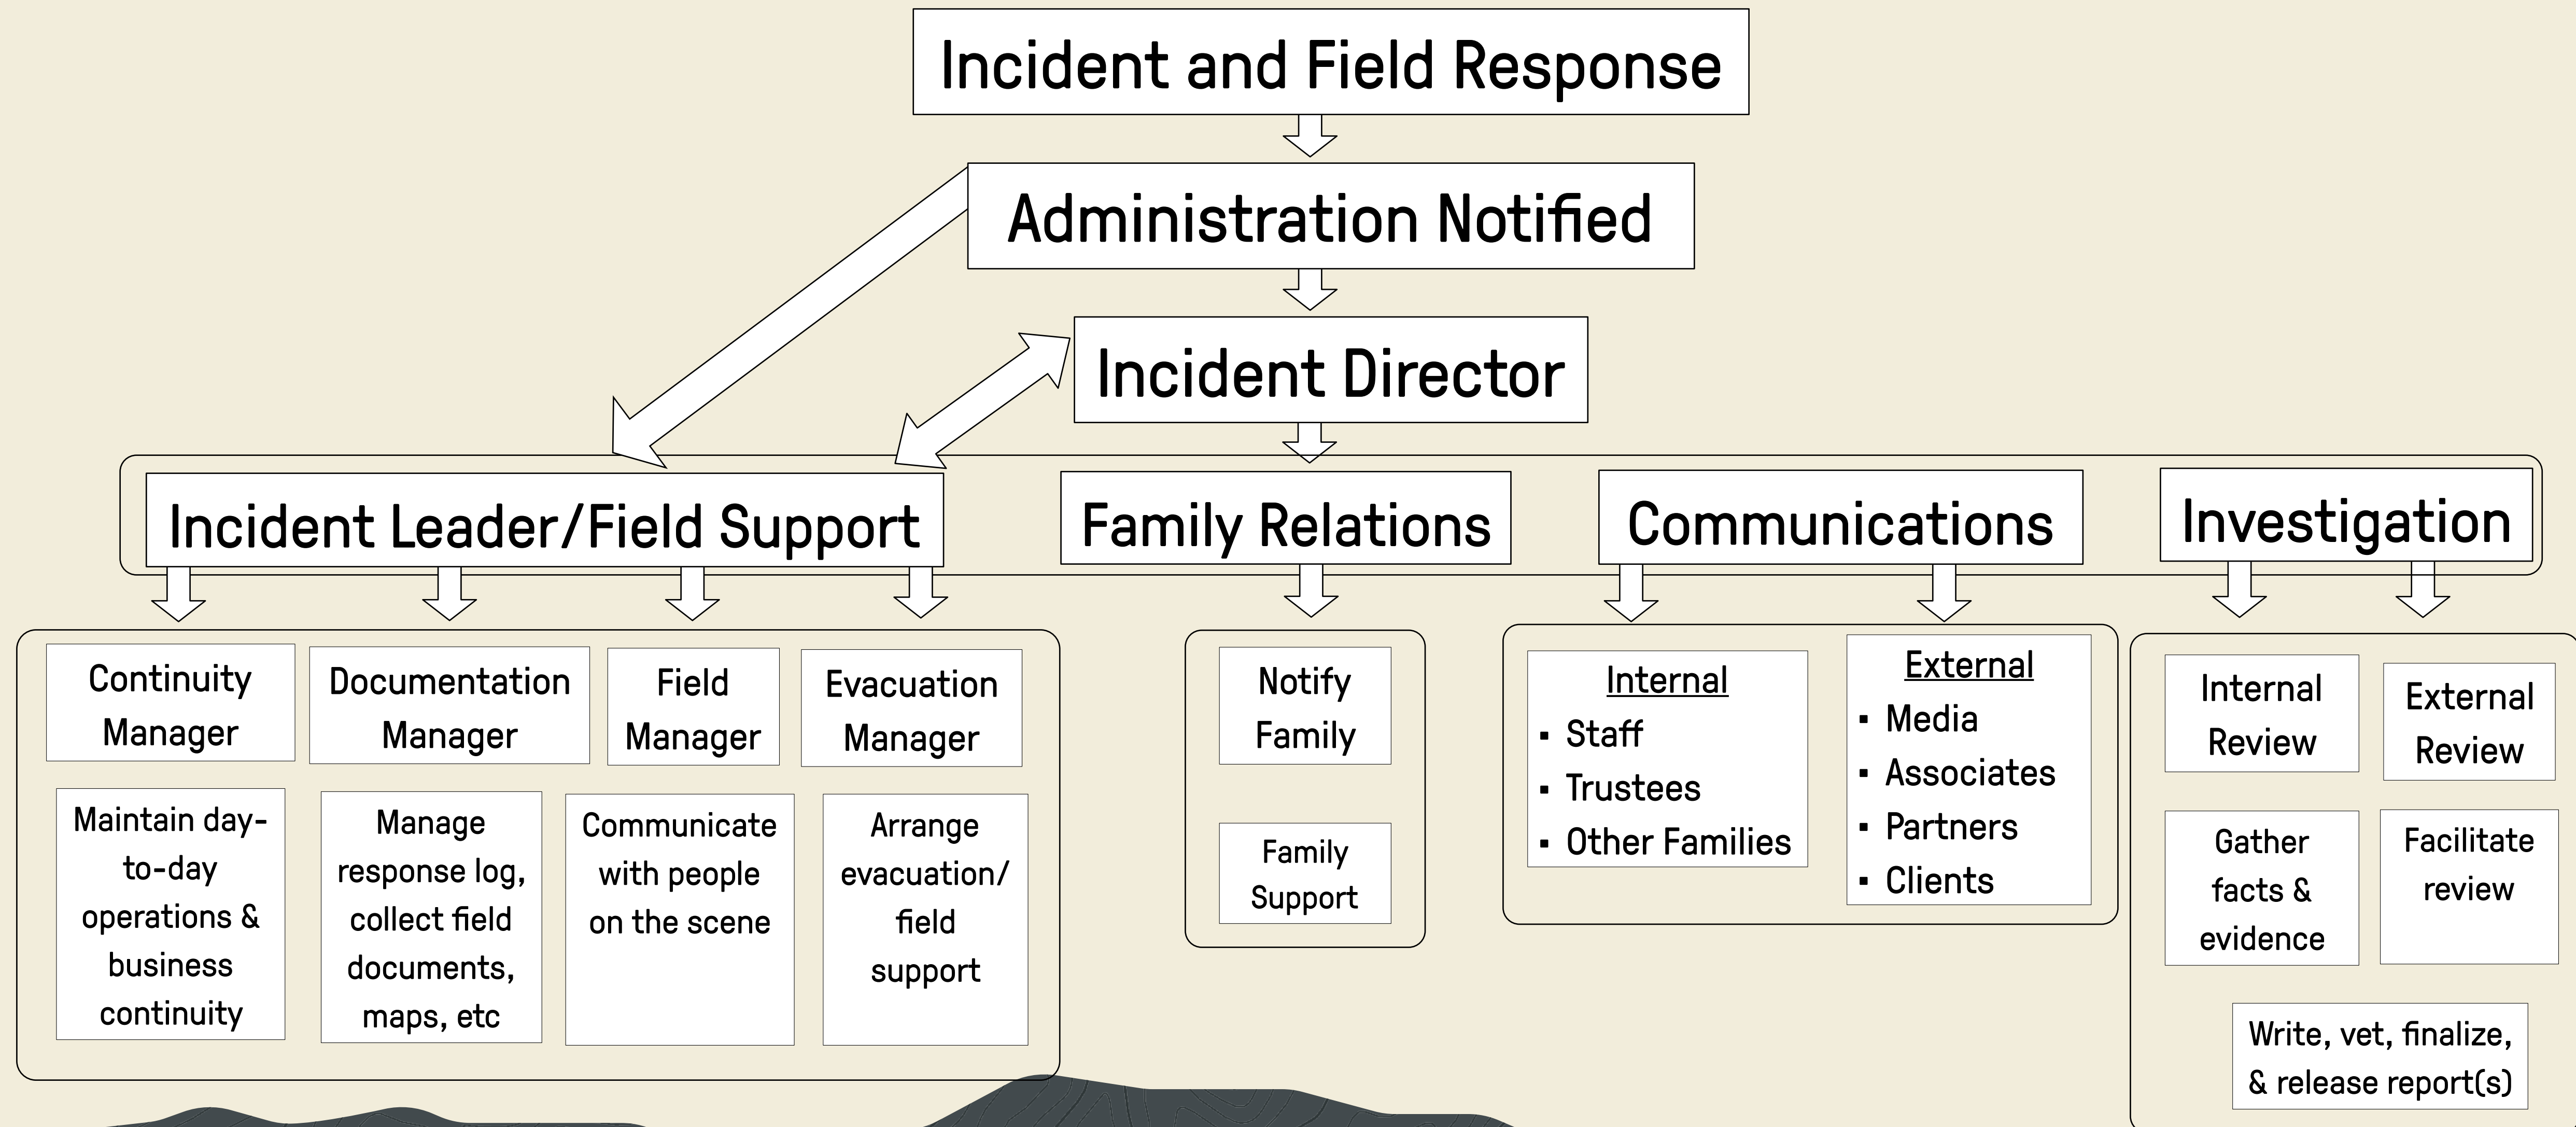 Incident and Field Response
Administration Notified
Incident Director
Incident Leader/Field Support
Family Relations
Communications
Investigation
Continuity
Manager
Maintain day-
to-day
operations &
business
continuity
Documentation
Manager
Manage
response log,
collect field
documents,
maps, etc
Field
Manager
Communicate
with people
on the scene
Evacuation
Manager
Arrange
evacuation/
field
support
Notify
Family
Family
Support
Internal
▪ Staff
▪ Trustees
▪ Other Families
External
▪ Media
▪ Associates
▪ Partners
▪ Clients
Internal
Review
Gather
facts &
evidence
External
Review
Facilitate
review
Write, vet, finalize,
& release report(s)